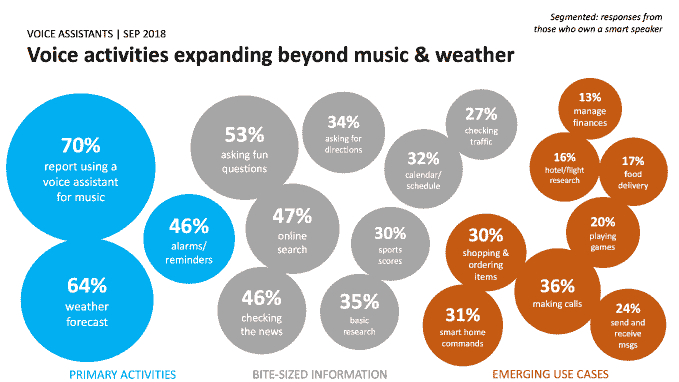 VOICE ASSISTANTS | SEP 2018
Segmented: responses from
those who own a smart speaker
Voice activities expanding beyond music & weather
70%
report using a
voice assistant
for music
46%
alarms/
reminders
64%
weather
forecast
PRIMARY ACTIVITIES
53%
asking fun
questions
34%
asking for
directions
27%
checking
traffic
32%
calendar/
schedule
47%
online
search
30%
sports
scores
46%
checking
the news
35%
basic
research
BITE-SIZED INFORMATION
13%
manage
finances
16%
hotel/flight
research
17%
food
delivery
20%
playing
games
30%
shopping &
ordering
items
36%
making calls
31%
smart home
commands
24%
send and
receive
msgs
EMERGING USE CASES